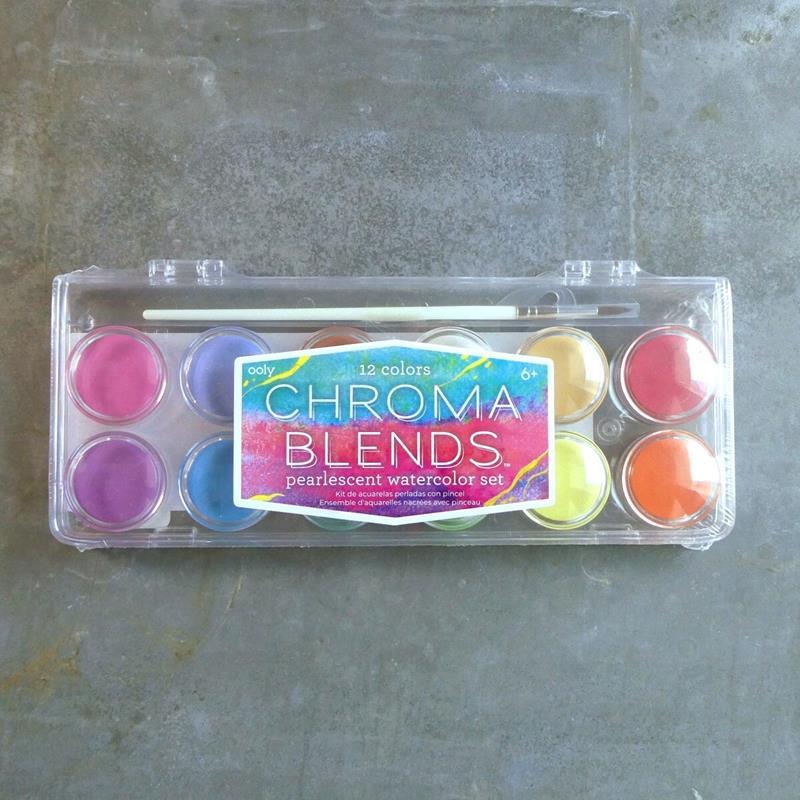 ooly
12 colors
6+
CHROMA
BLENDS™
pearlescent watercolor set
Kit de acuarelas perladas con pincel
Ensemble d'aquarelles nacrées avec pinceau